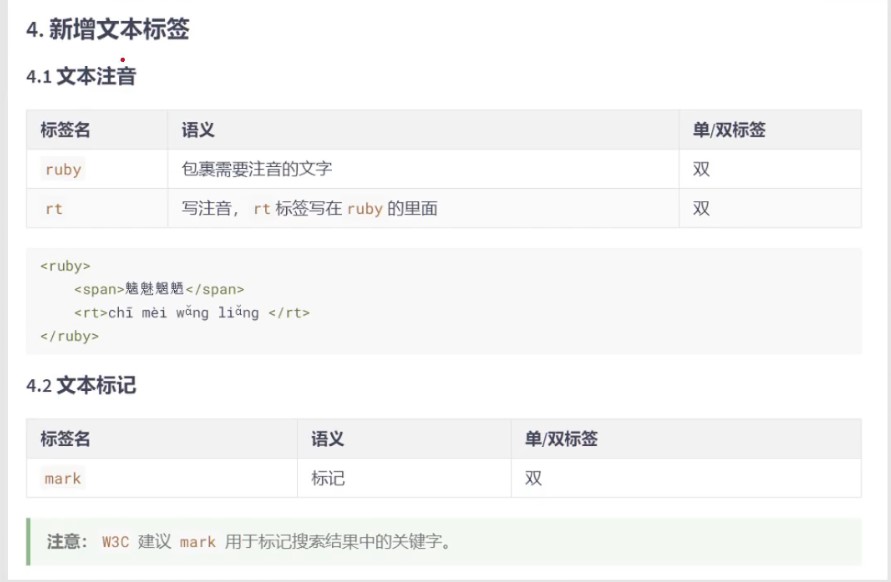 4. 新增文本标签
4.1 文本注音
标签名 语义 单/双标签
ruby 包裹需要注音的文字 双
rt 写注音， rt 标签写在 ruby 的里面 双
<ruby>
<span>魑魅魍魉</span>
<rt>chī mèi wǎng liǎng </rt>
</ruby>
4.2 文本标记
标签名 语义 单/双标签
mark 标记 双
注意： W3C 建议 mark 用于标记搜索结果中的关键字。